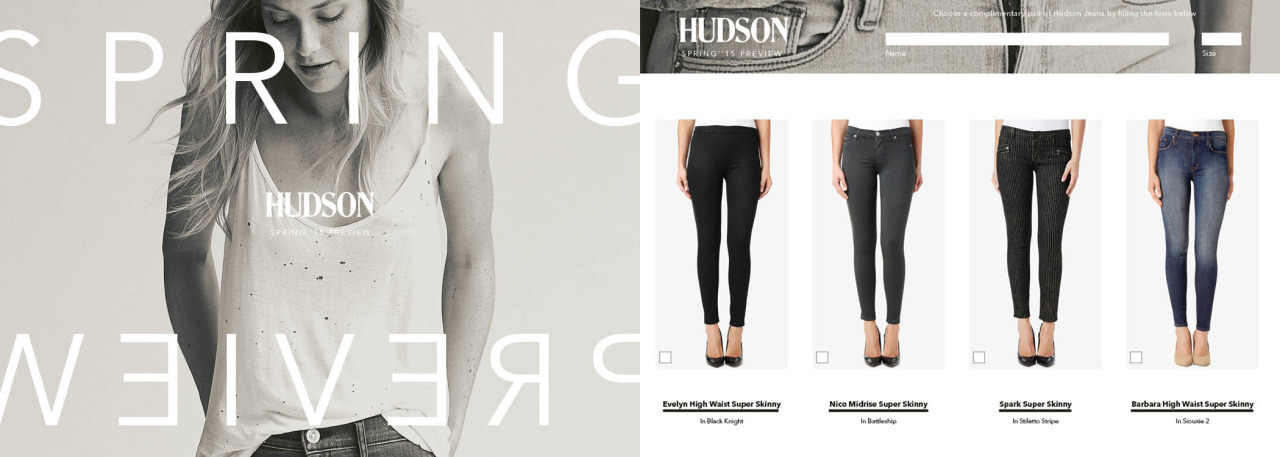 SPRING
HUDSON
SPRING '15 PREVIEW
PREVIEW
HUDSON
SPRING '15 PREVIEW
Choose a complimentary pair of Hudson Jeans by filling the form below
Name
Size
Evelyn High Waist Super Skinny
In Black Knight
Nico Midrise Super Skinny
In Battleship
Spark Super Skinny
In Stiletto Stripe
Barbara High Waist Super Skinny
In Siouxie 2